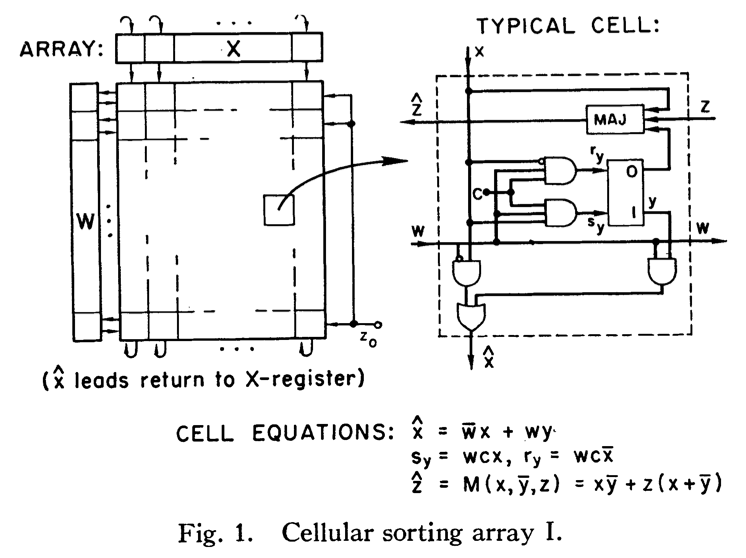 ARRAY:
X
. . .
W
z₀
. . .
(x̂ leads return to X-register)
TYPICAL CELL:
x
ẑ
MAJ
z
r_y
0
C
1
y
s_y
W
W
x̂
CELL EQUATIONS: x̂ = w̄x + wy
s_y = wcx, r_y = wcx̄
ẑ = M(x,ȳ,z) = xȳ + z(x+ȳ)
Fig. 1. Cellular sorting array I.